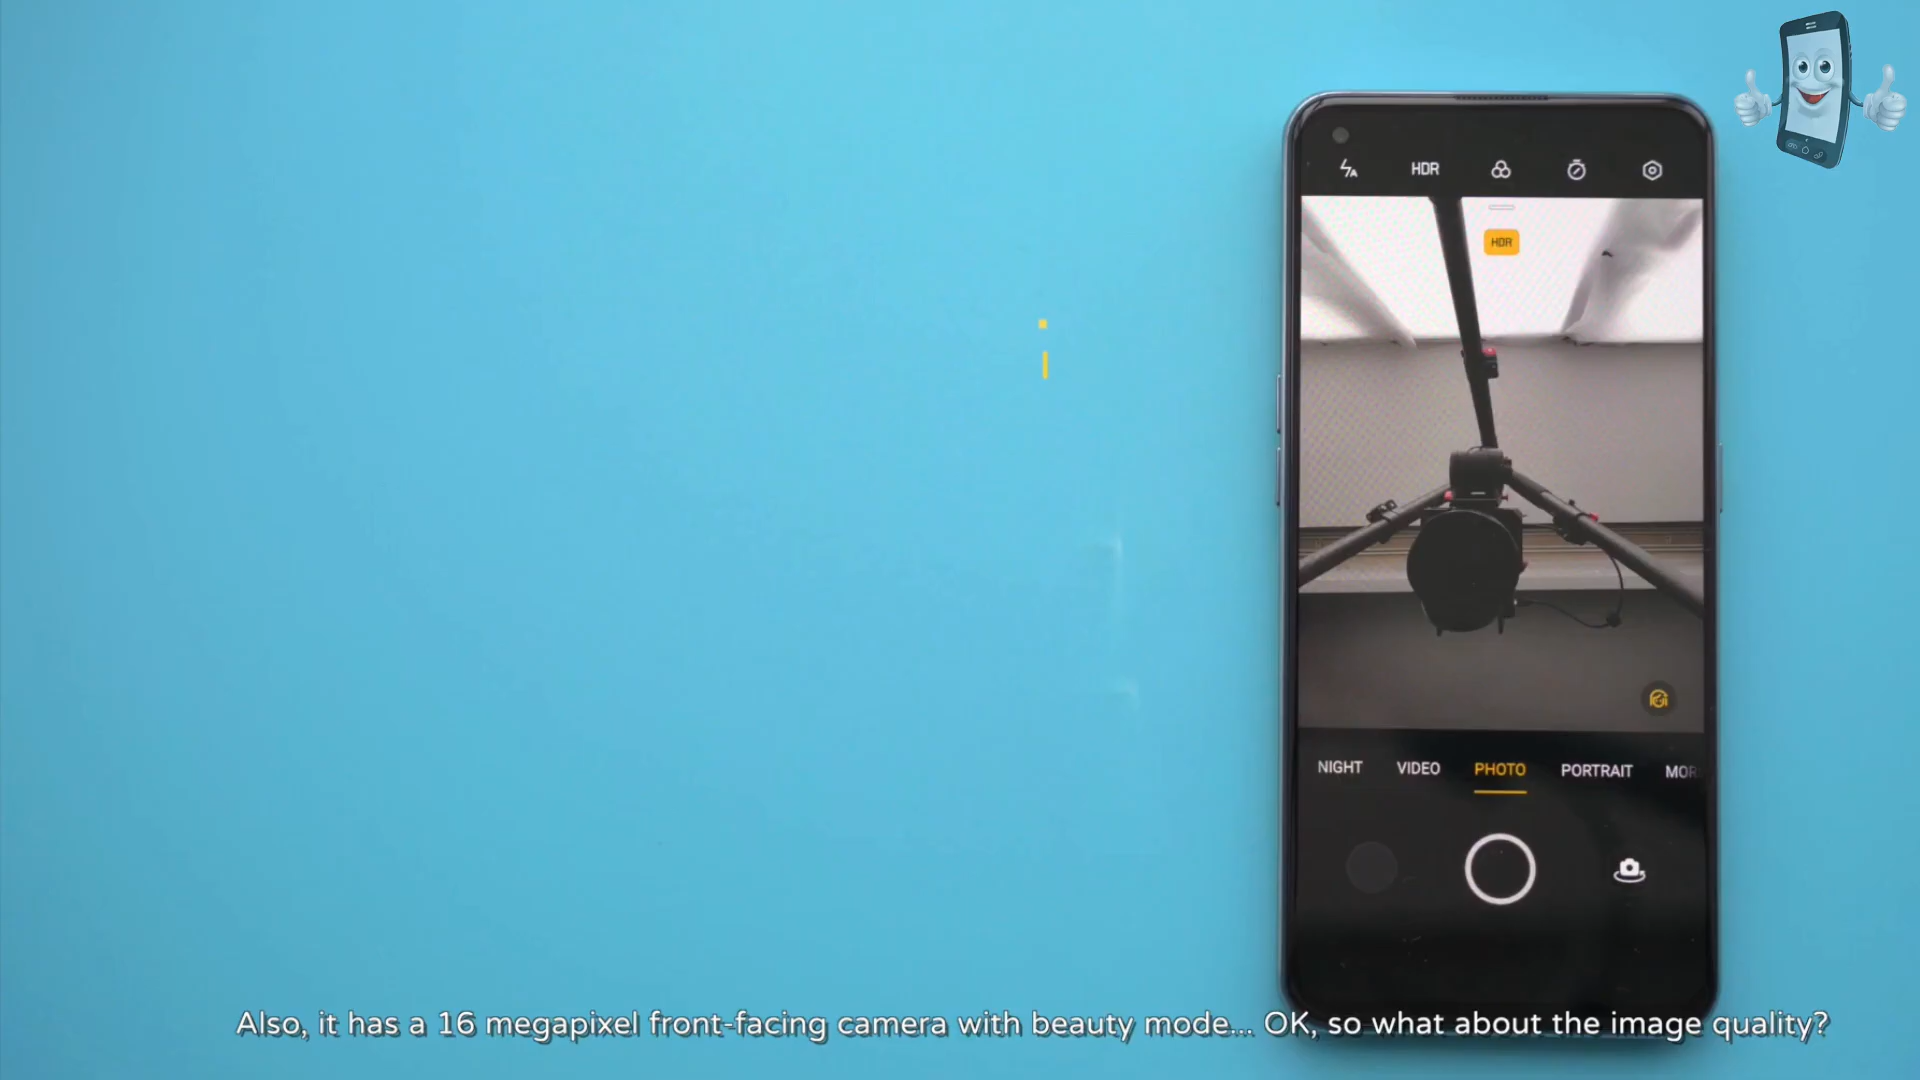 HDR
HDR
NIGHT VIDEO PHOTO PORTRAIT MOR
Also, it has a 16 megapixel front-facing camera with beauty mode... OK, so what about the image quality?